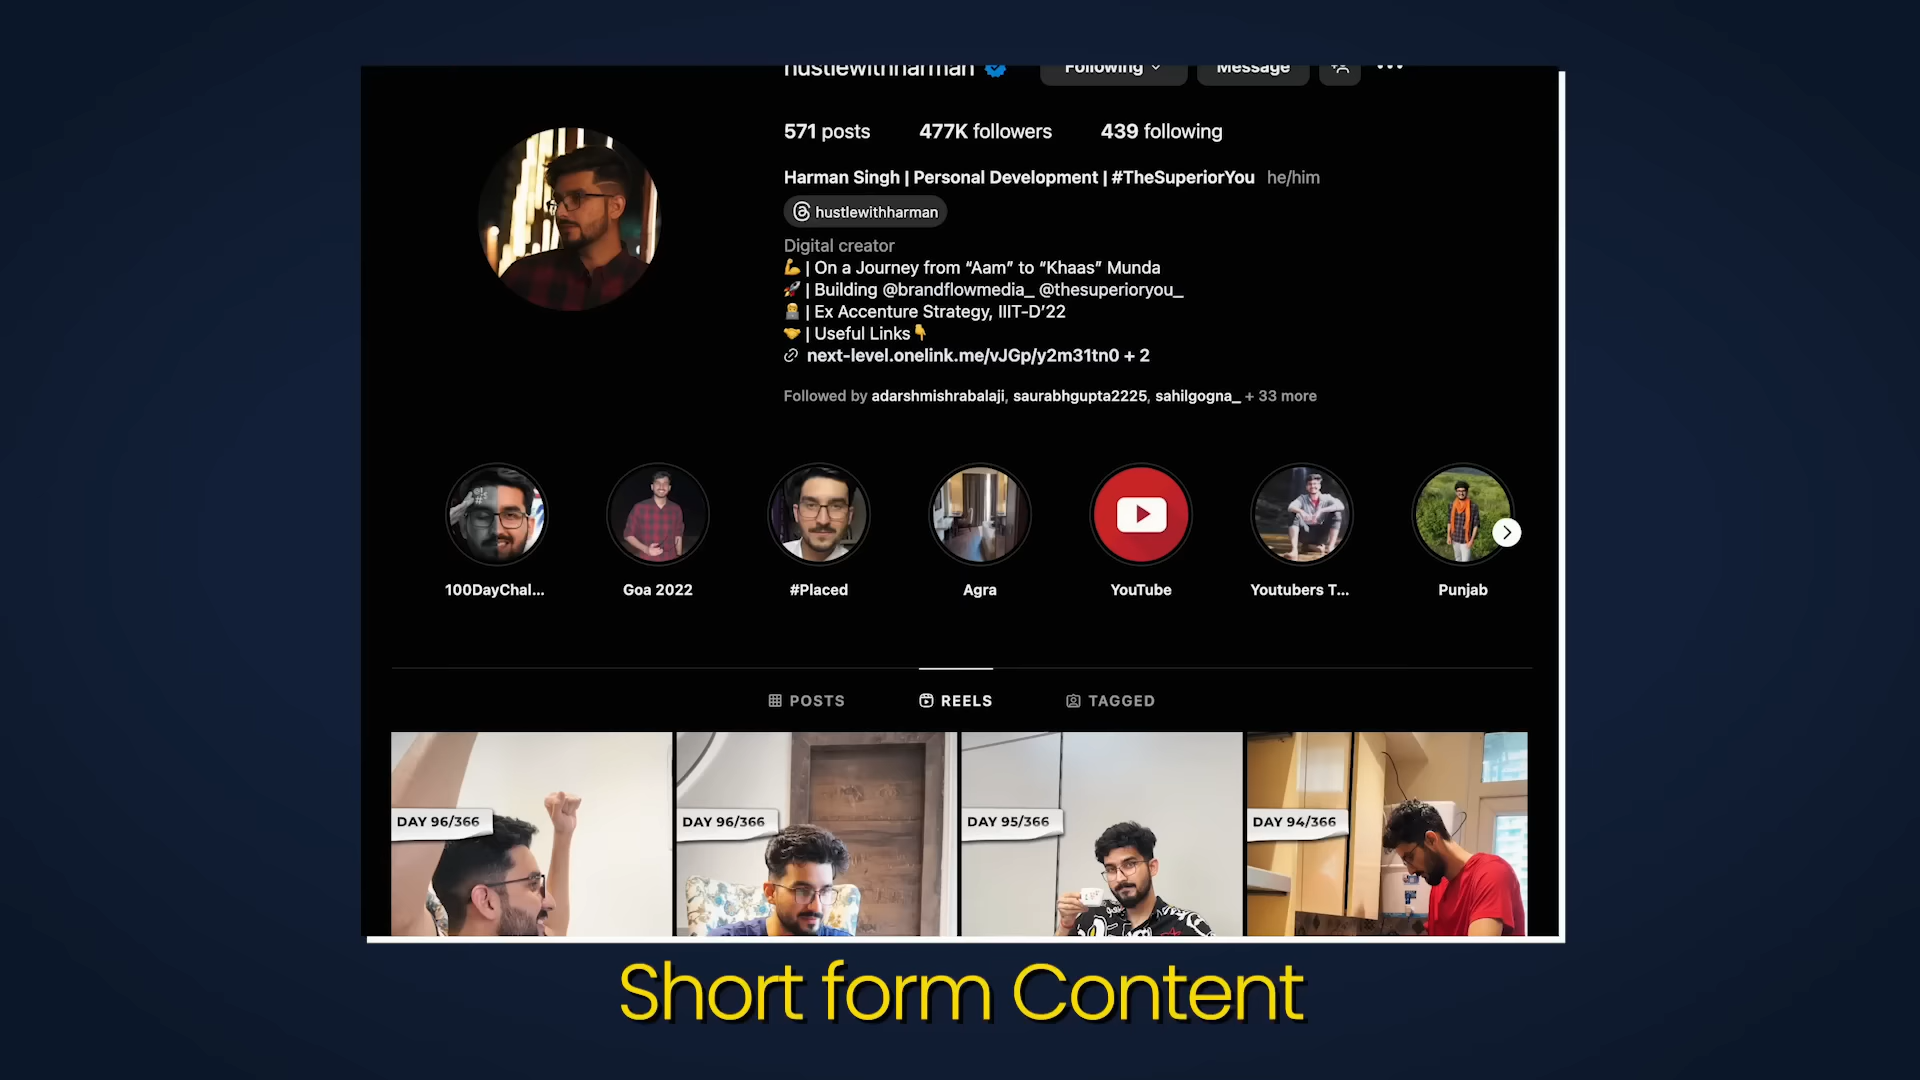 hustlewithharman
Following
Message
571 posts
477K followers
439 following
Harman Singh | Personal Development | #TheSuperiorYou he/him
hustlewithharman
Digital creator
💪 | On a Journey from “Aam” to “Khaas” Munda
🚀 | Building @brandflowmedia_ @thesuperioryou_
👨‍💻 | Ex Accenture Strategy, IIIT-D’22
🤝 | Useful Links👇
next-level.onelink.me/vJGp/y2m31tn0 + 2
Followed by adarshmishrabalaji, saurabhgupta2225, sahilgogna_ + 33 more
100DayChal...
Goa 2022
#Placed
Agra
YouTube
Youtubers T...
Punjab
POSTS
REELS
TAGGED
DAY 96/366
DAY 96/366
DAY 95/366
DAY 94/366
Short form Content